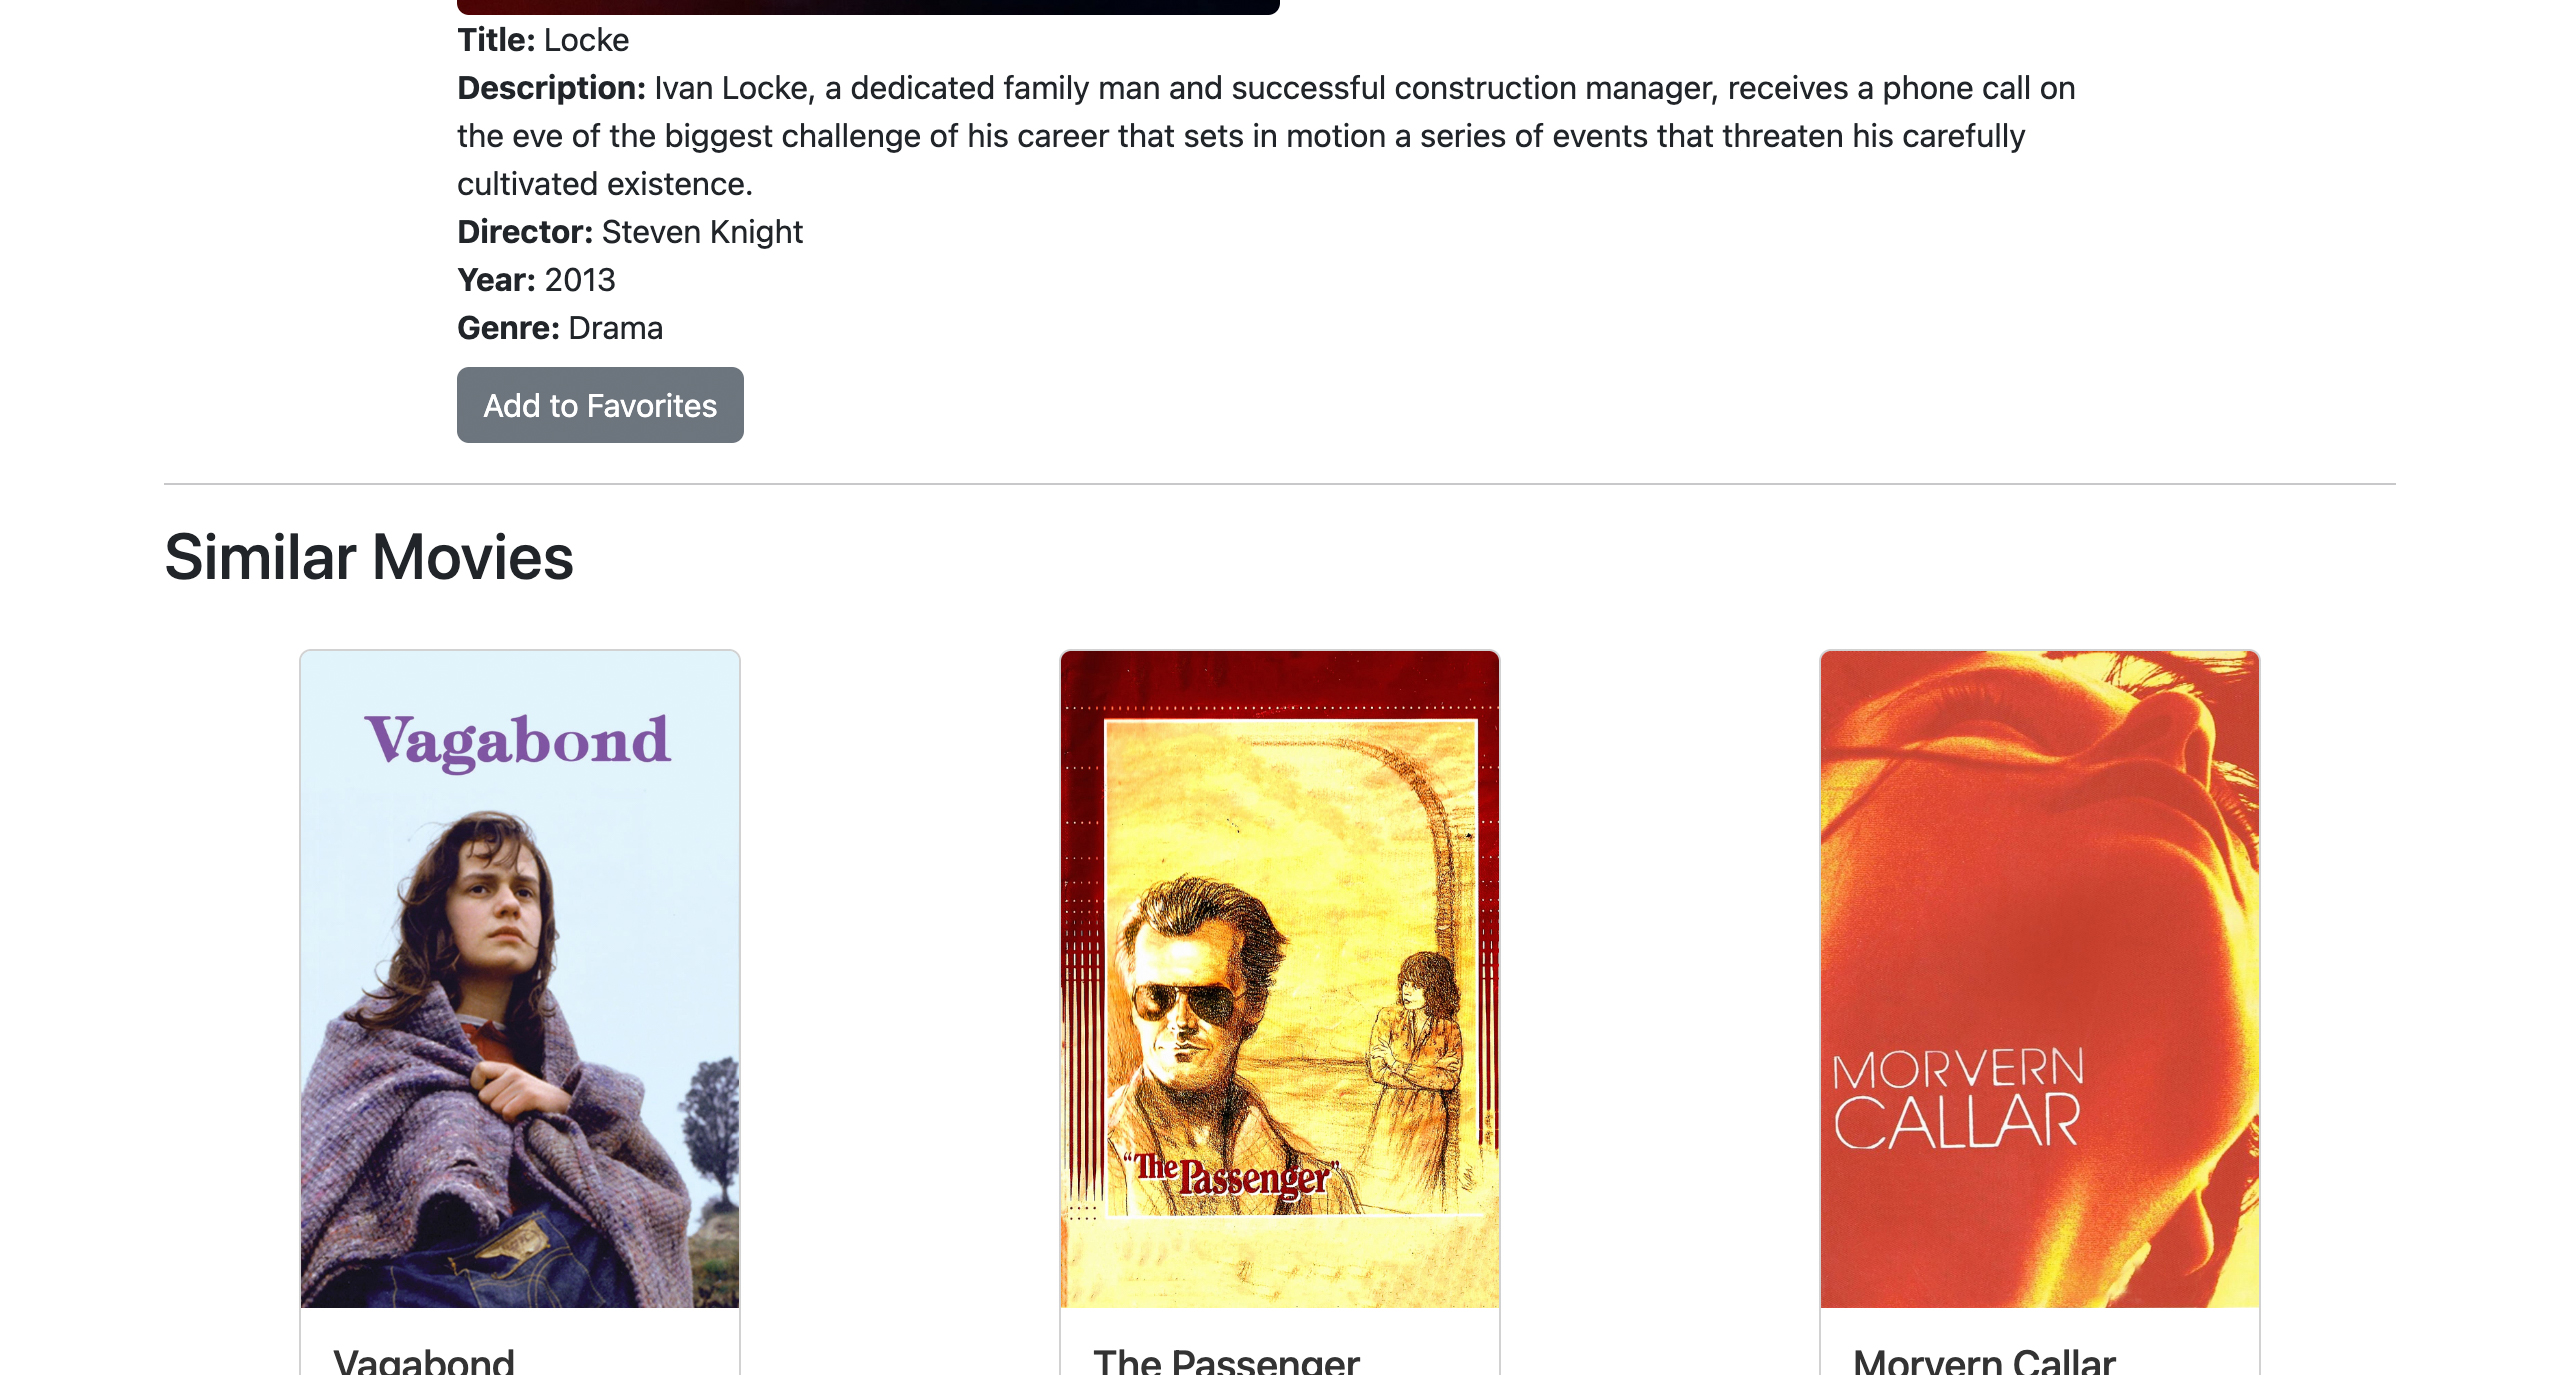 Title: Locke
Description: Ivan Locke, a dedicated family man and successful construction manager, receives a phone call on
the eve of the biggest challenge of his career that sets in motion a series of events that threaten his carefully
cultivated existence.
Director: Steven Knight
Year: 2013
Genre: Drama
Add to Favorites
Similar Movies
Vagabond
"The Passenger"
MORVERN
CALLAR
Vagabond
The Passenger
Morvern Callar